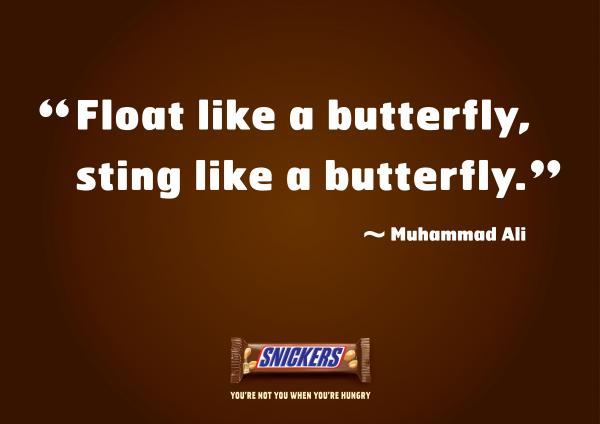 “Float like a butterfly,
sting like a butterfly.”
~ Muhammad Ali
SNICKERS
YOU'RE NOT YOU WHEN YOU'RE HUNGRY